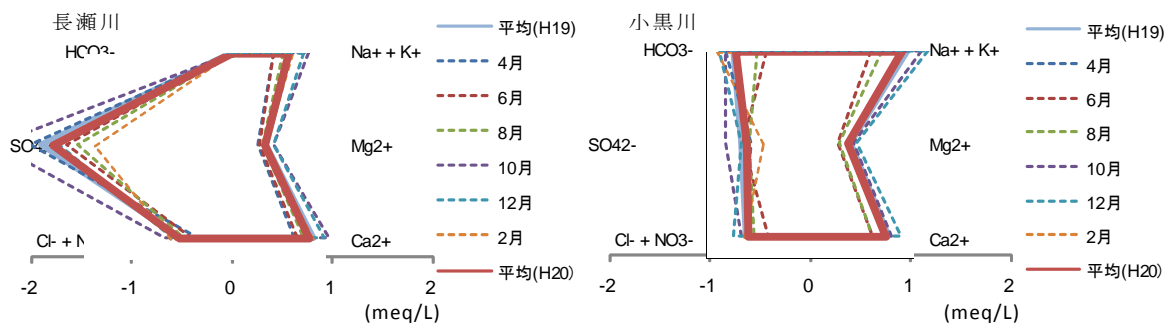 長瀬川
HCO3-
Na+ + K+
SO4
Mg2+
Cl- + N
Ca2+
-2 -1 0 1 2
(meq/L)
平均(H19)
4月
6月
8月
10月
12月
2月
平均(H20)
小黒川
HCO3-
Na+ + K+
SO42-
Mg2+
Cl- + NO3-
Ca2+
-2 -1 0 1 2
(meq/L)
平均(H19)
4月
6月
8月
10月
12月
2月
平均(H20)